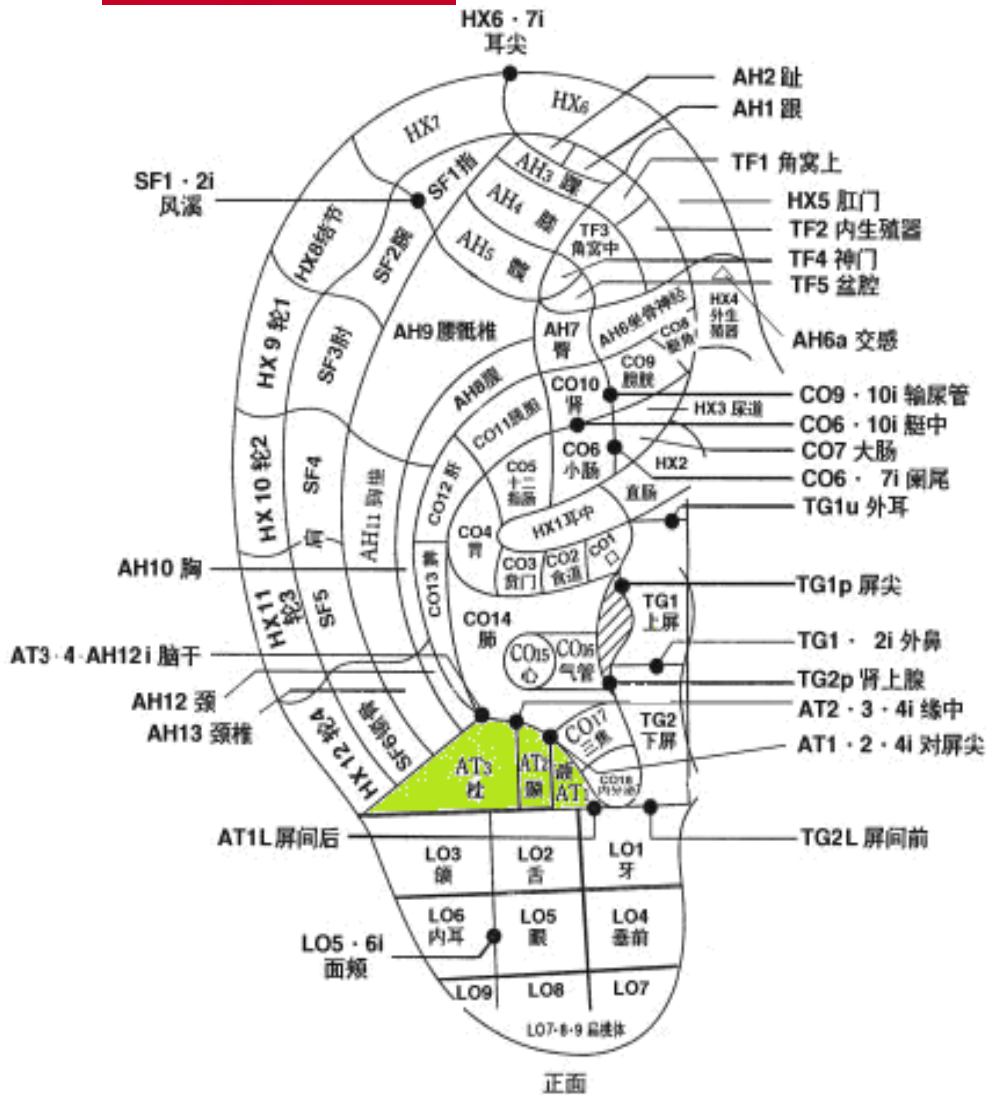 HX6 · 7i
耳尖
AH2 趾
AH1 跟
HX6
HX7
TF1 角窝上
SF1 · 2i
风溪
SF1指
AH3 踝
HX5 肛门
AH4 膝
TF3
角窝中
TF2 内生殖器
HX8结节
SF2腕
AH5 髋
TF4 神门
TF5 盆腔
HX4
外生
殖器
HX 9 轮1
SF3肘
AH9 腰骶椎
AH7
臀
AH6坐骨神经
CO8
艇角
AH6a 交感
AH8腹
CO10
肾
CO9
膀胱
CO9 · 10i 输尿管
CO11胰胆
HX3 尿道
CO6 · 10i 艇中
HX 10 轮2
SF4
肩
CO6
小肠
CO7 大肠
AH11 胸椎
CO12 肝
CO5
十二
指肠
HX2
直肠
CO6 · 7i 阑尾
TG1u 外耳
CO4
胃
HX1耳中
AH10 胸
CO13 脾
CO3
贲门
CO2
食道
CO1
口
TG1p 屏尖
HX11
轮3
SF5
CO14
肺
TG1
上屏
AT3·4·AH12i 脑干
CO15
心
CO16
气管
TG1 · 2i 外鼻
TG2p 肾上腺
AH12 颈
AH13 颈椎
AT2 · 3 · 4i 缘中
HX 12 轮4
SF6锁骨
CO17
三焦
TG2
下屏
AT1 · 2 · 4i 对屏尖
AT3
枕
AT2
颞
额
AT1
CO18
内分泌
AT1L 屏间后
TG2L 屏间前
LO3
颌
LO2
舌
LO1
牙
LO6
内耳
LO5
眼
LO4
垂前
LO5 · 6i
面颊
LO9
LO8
LO7
LO7·8·9 扁桃体
正面